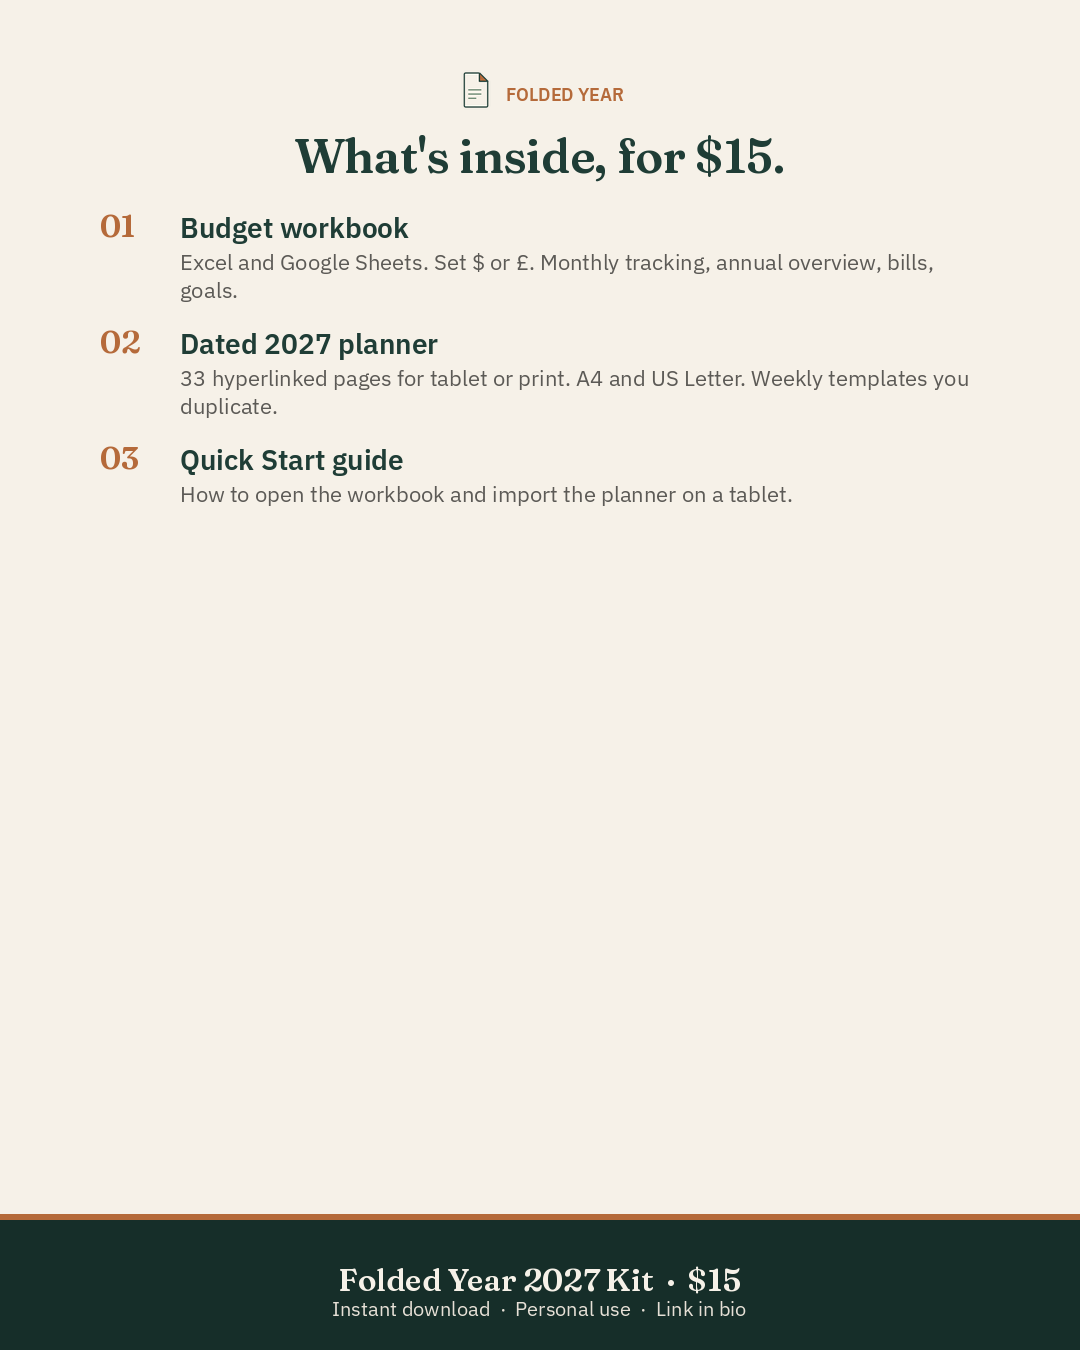 FOLDED YEAR
What's inside, for $15.
01 Budget workbook
Excel and Google Sheets. Set $ or £. Monthly tracking, annual overview, bills,
goals.
02 Dated 2027 planner
33 hyperlinked pages for tablet or print. A4 and US Letter. Weekly templates you
duplicate.
03 Quick Start guide
How to open the workbook and import the planner on a tablet.
Folded Year 2027 Kit · $15
Instant download · Personal use · Link in bio